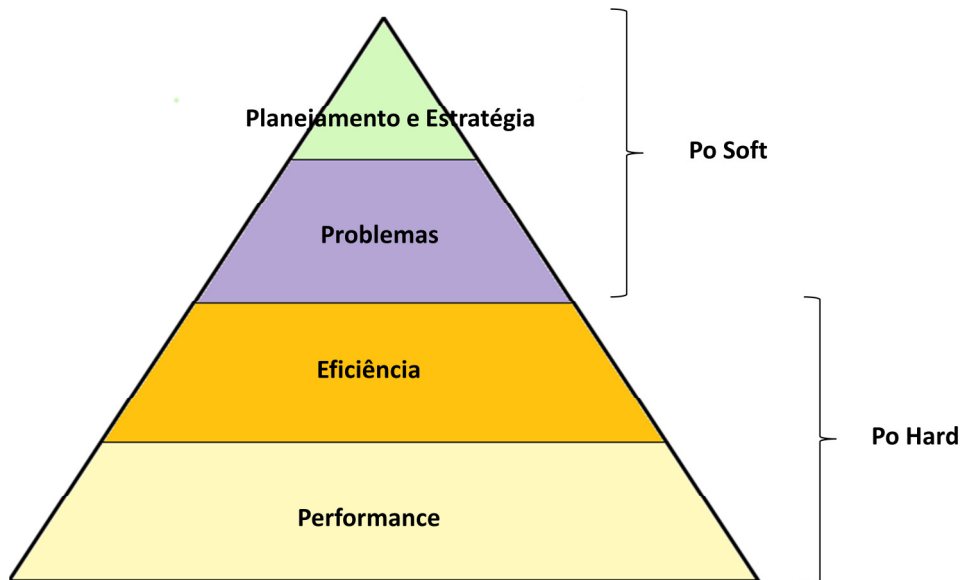 Planejamento e Estratégia
Po Soft
Problemas
Eficiência
Po Hard
Performance